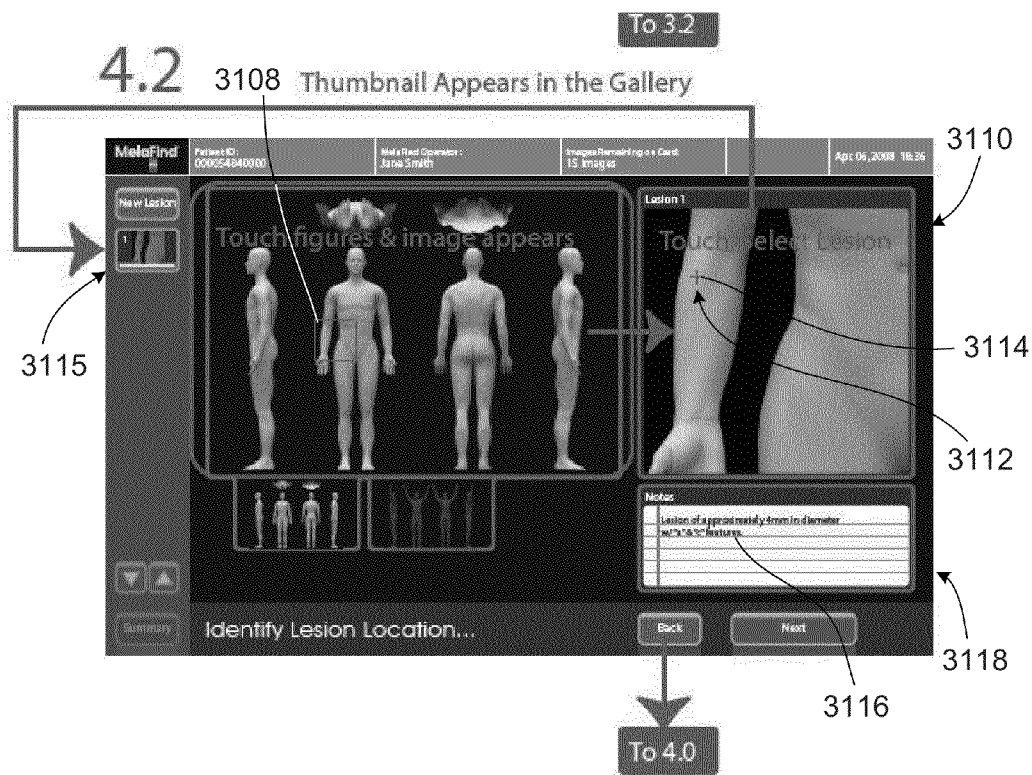 To 3.2
4.2
3108
Thumbnail Appears in the Gallery
MelaFind
Patient ID:
000054840000
MelaFind Operator:
Jane Smith
Images Remaining on Card:
15 Images
Apr 06, 2008 18:36
3110
New Lesion
1
Touch figures & image appears
Lesion 1
Touch Select Lesion
3115
3114
3112
Notes
Lesion of approximately 4mm in diameter
w/ "a" & "c" features.
Summary
Identify Lesion Location...
Back
Next
3118
3116
To 4.0